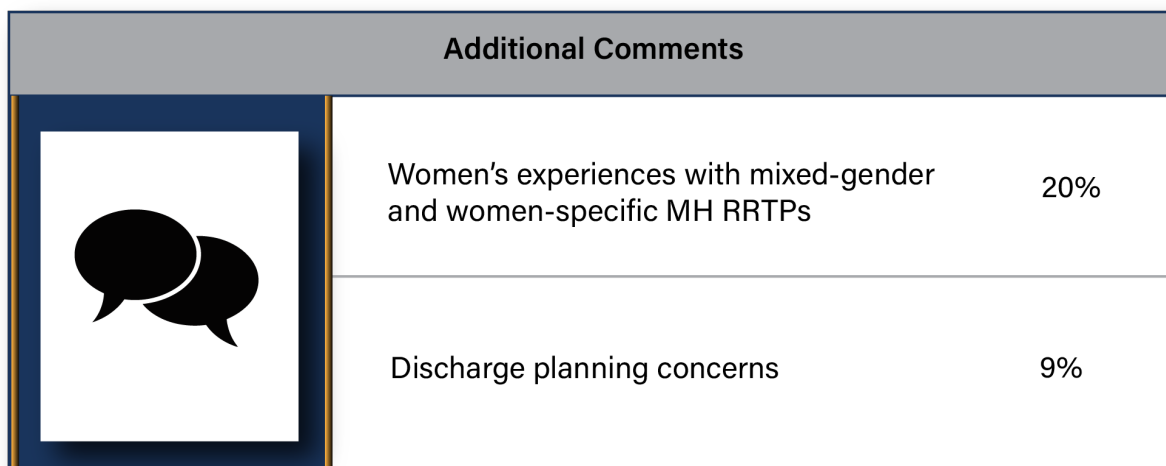 Additional Comments
Women’s experiences with mixed-gender
and women-specific MH RRTPs
20%
Discharge planning concerns
9%